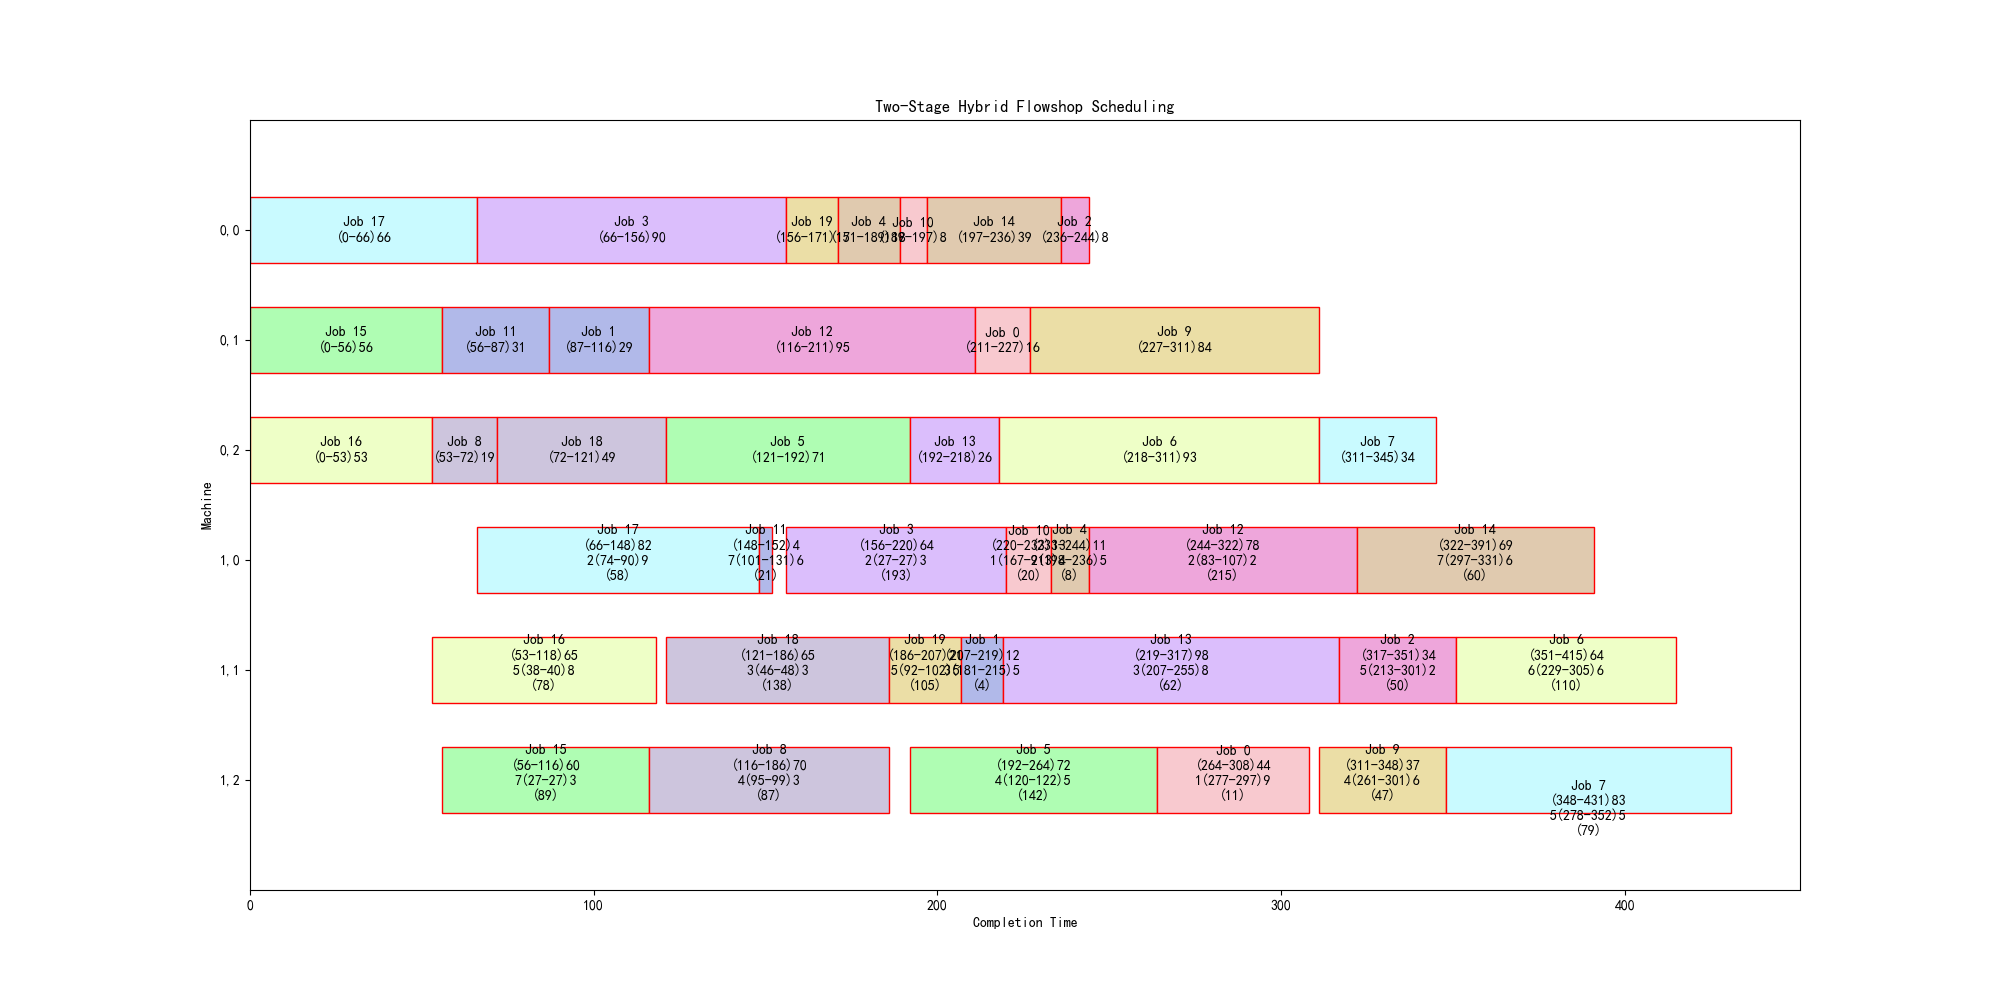 Two-Stage Hybrid Flowshop Scheduling
Machine
0,0
Job 17
(0-66)66
Job 3
(66-156)90
Job 19
(156-171)15
Job 4
(171-189)18
Job 10
(189-197)8
Job 14
(197-236)39
Job 2
(236-244)8
0,1
Job 15
(0-56)56
Job 11
(56-87)31
Job 1
(87-116)29
Job 12
(116-211)95
Job 0
(211-227)16
Job 9
(227-311)84
0,2
Job 16
(0-53)53
Job 8
(53-72)19
Job 18
(72-121)49
Job 5
(121-192)71
Job 13
(192-218)26
Job 6
(218-311)93
Job 7
(311-345)34
1,0
Job 17
(66-148)82
2(74-90)9
(58)
Job 11
(148-152)4
7(101-131)6
(21)
Job 3
(156-220)64
2(27-27)3
(193)
Job 10
(220-233)13
(20)
Job 4
(233-244)11
(8)
Job 12
(244-322)78
2(83-107)2
(215)
Job 14
(322-391)69
7(297-331)6
(60)
1,1
Job 16
(53-118)65
5(38-40)8
(78)
Job 18
(121-186)65
3(46-48)3
(138)
Job 19
(186-207)21
(105)
Job 1
(207-219)12
3(181-215)5
(4)
Job 13
(219-317)98
3(207-255)8
(62)
Job 2
(317-351)34
5(213-301)2
(50)
Job 6
(351-415)64
6(229-305)6
(110)
1,2
Job 15
(56-116)60
7(27-27)3
(89)
Job 8
(116-186)70
4(95-99)3
(87)
Job 5
(192-264)72
4(120-122)5
(142)
Job 0
(264-308)44
1(277-297)9
(11)
Job 9
(311-348)37
4(261-301)6
(47)
Job 7
(348-431)83
5(278-352)5
(79)
0
100
200
300
400
Completion Time